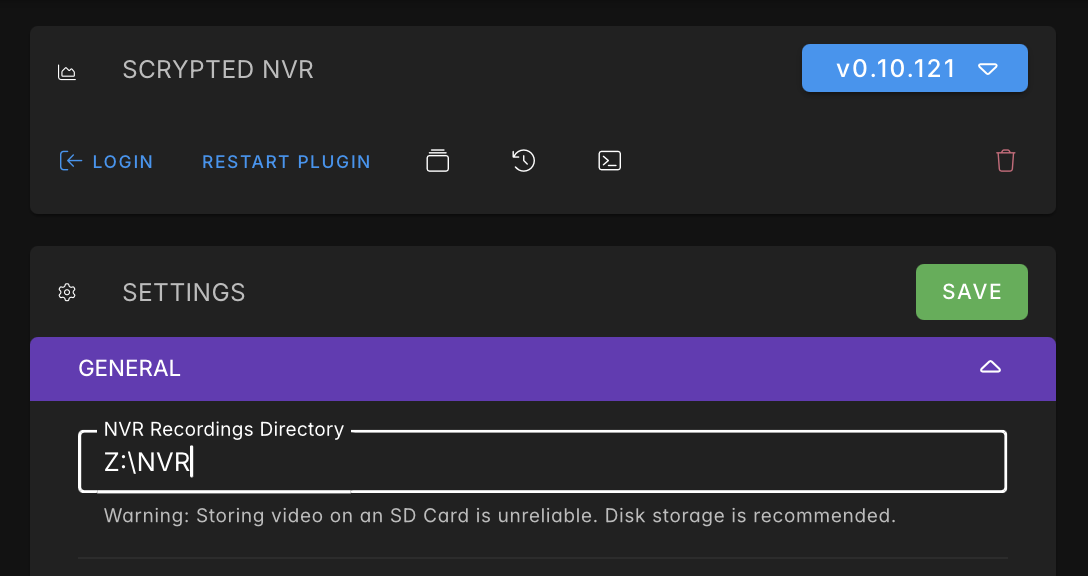 SCRYPTED NVR
v0.10.121
LOGIN RESTART PLUGIN
SETTINGS
SAVE
GENERAL
NVR Recordings Directory
Z:\NVR
Warning: Storing video on an SD Card is unreliable. Disk storage is recommended.